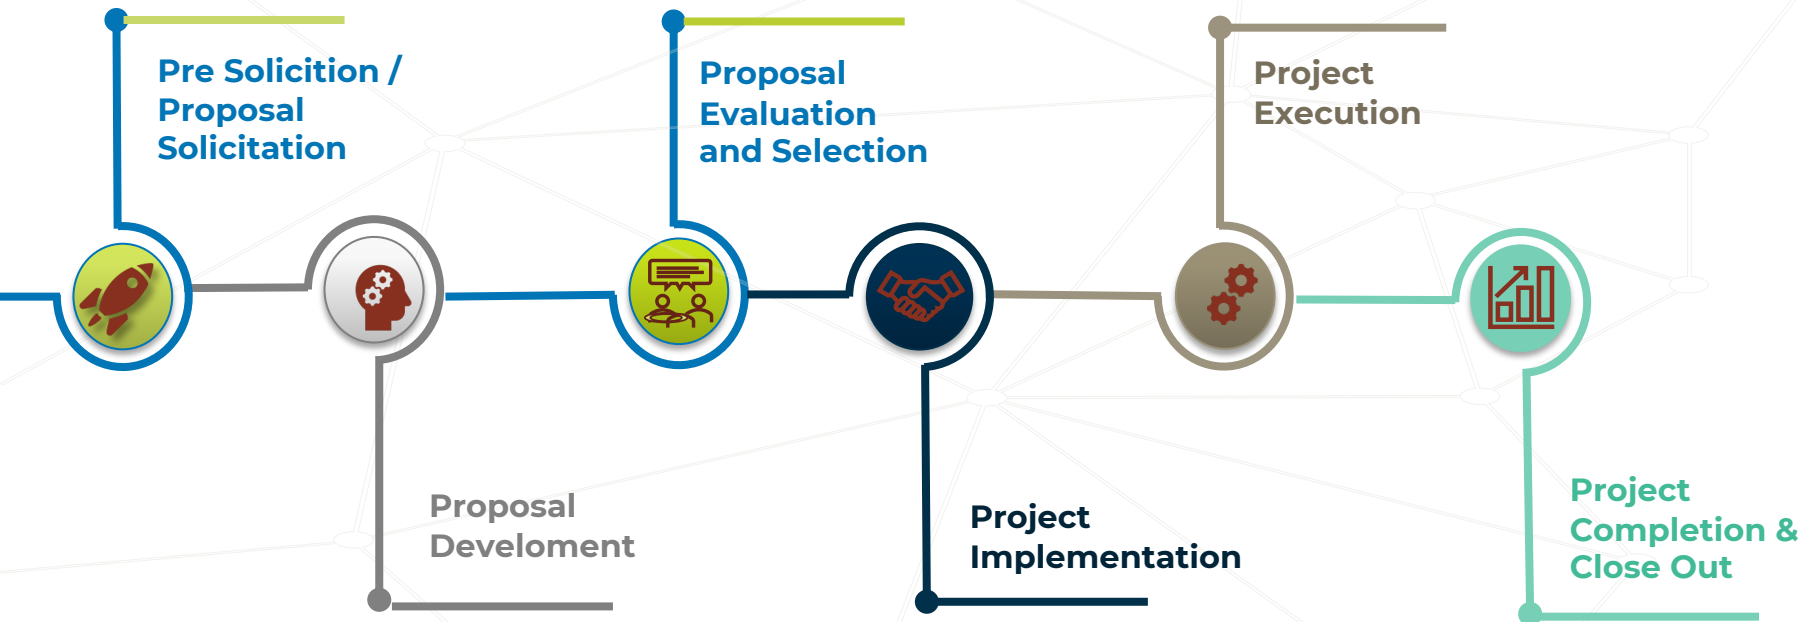 Pre Solicition /
Proposal
Solicitation
Proposal
Develoment
Proposal
Evaluation
and Selection
Project
Implementation
Project
Execution
Project
Completion &
Close Out